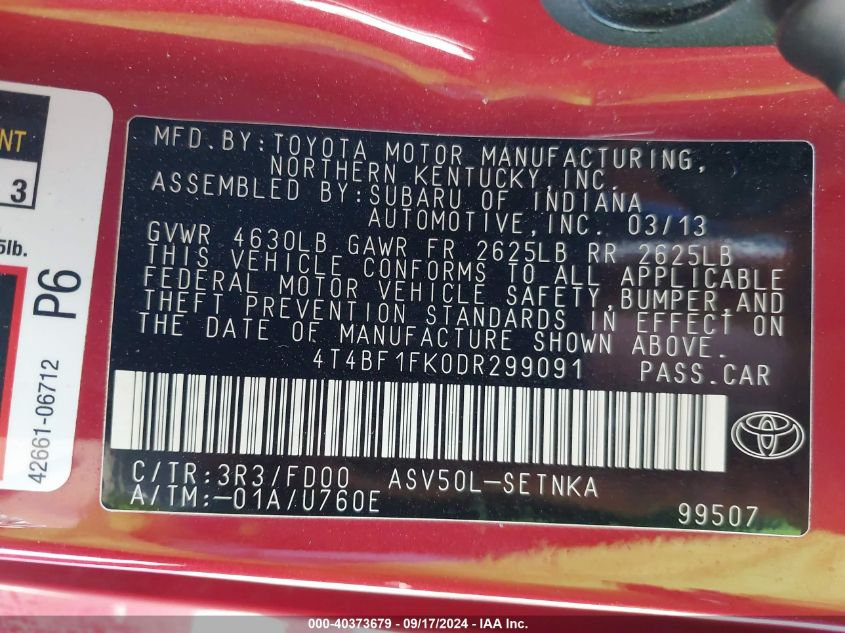 MFD.BY:TOYOTA MOTOR MANUFACTURING,
NORTHERN KENTUCKY,INC.
ASSEMBLED BY:SUBARU OF INDIANA
AUTOMOTIVE,INC. 03/13
GVWR 4630LB GAWR FR 2625LB RR 2625LB
THIS VEHICLE CONFORMS TO ALL APPLICABLE
FEDERAL MOTOR VEHICLE SAFETY,BUMPER,AND
THEFT PREVENTION STANDARDS IN EFFECT ON
THE DATE OF MANUFACTURE SHOWN ABOVE.
4T4BF1FK0DR299091 PASS.CAR
C/TR:3R3/FD00 ASV50L-SETNKA
A/TM:-01A/U760E
99507
3
lb.
P6
42661-06712
000-40373679 - 09/17/2024 - IAA Inc.